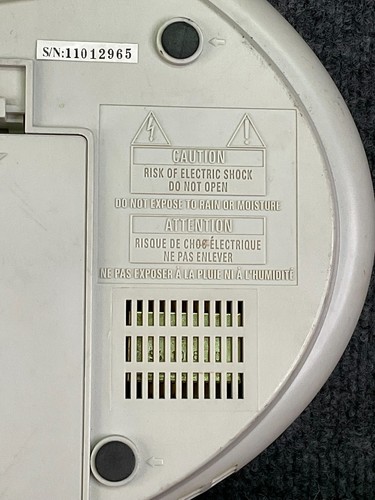 S/N:11012965
CAUTION
RISK OF ELECTRIC SHOCK
DO NOT OPEN
DO NOT EXPOSE TO RAIN OR MOISTURE
ATTENTION
RISQUE DE CHOC ÉLECTRIQUE
NE PAS ENLEVER
NE PAS EXPOSER À LA PLUIE NI À L'HUMIDITÉ